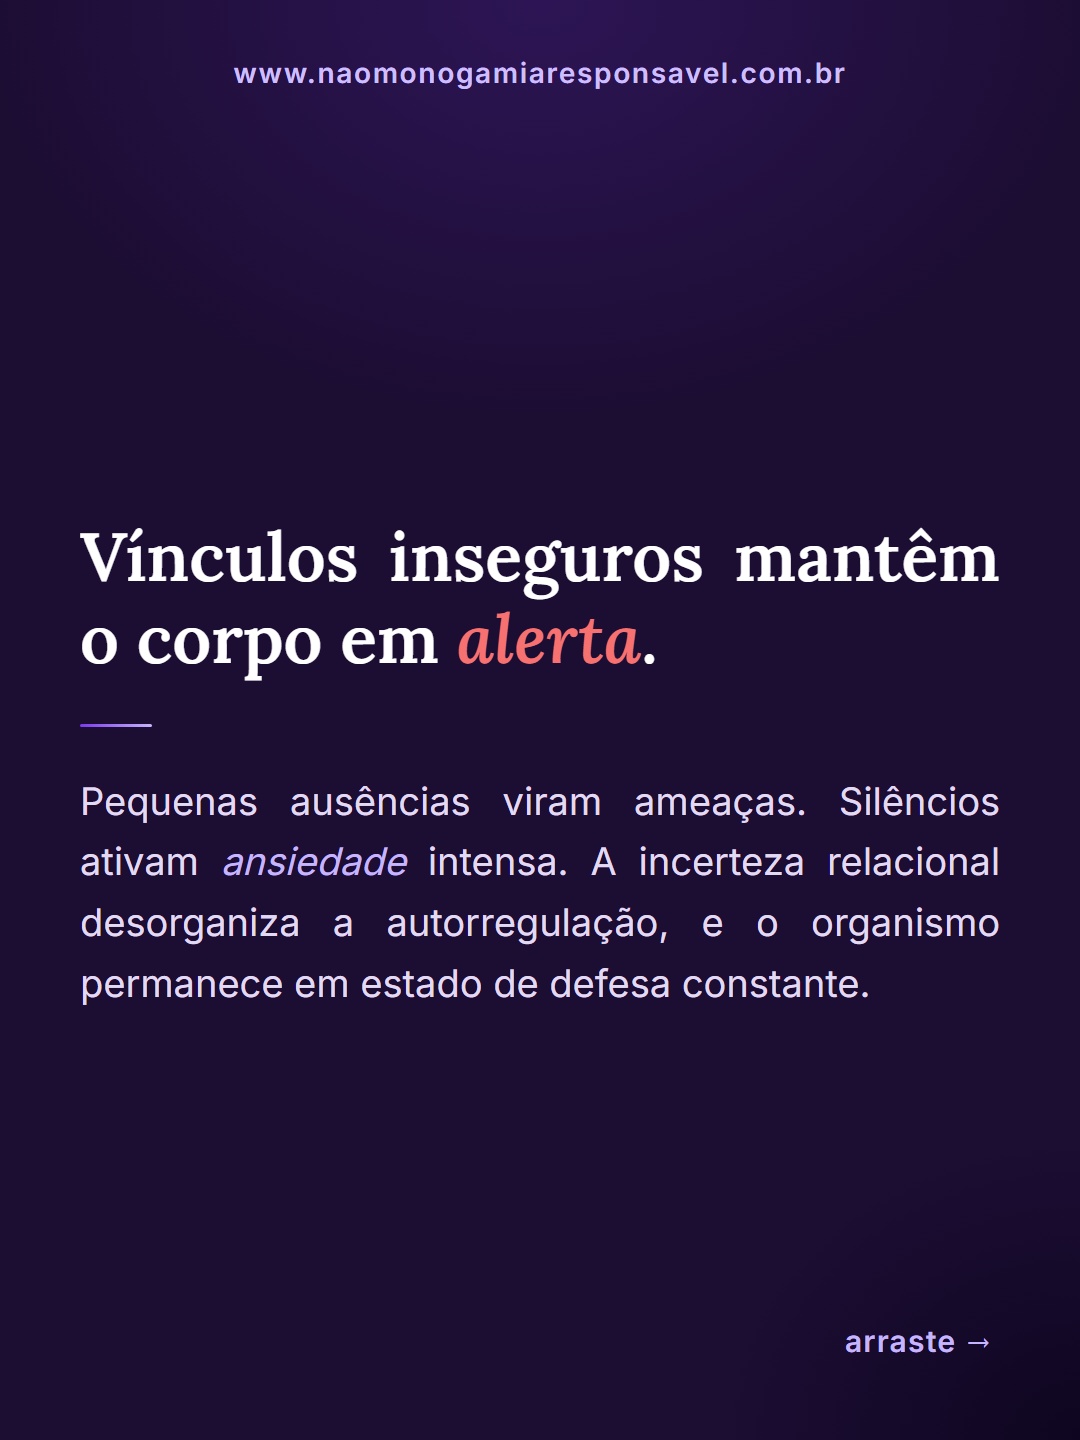 www.naomonogamiaresponsavel.com.br
Vínculos inseguros mantêm
o corpo em alerta.
Pequenas ausências viram ameaças. Silêncios
ativam ansiedade intensa. A incerteza relacional
desorganiza a autorregulação, e o organismo
permanece em estado de defesa constante.
arraste →